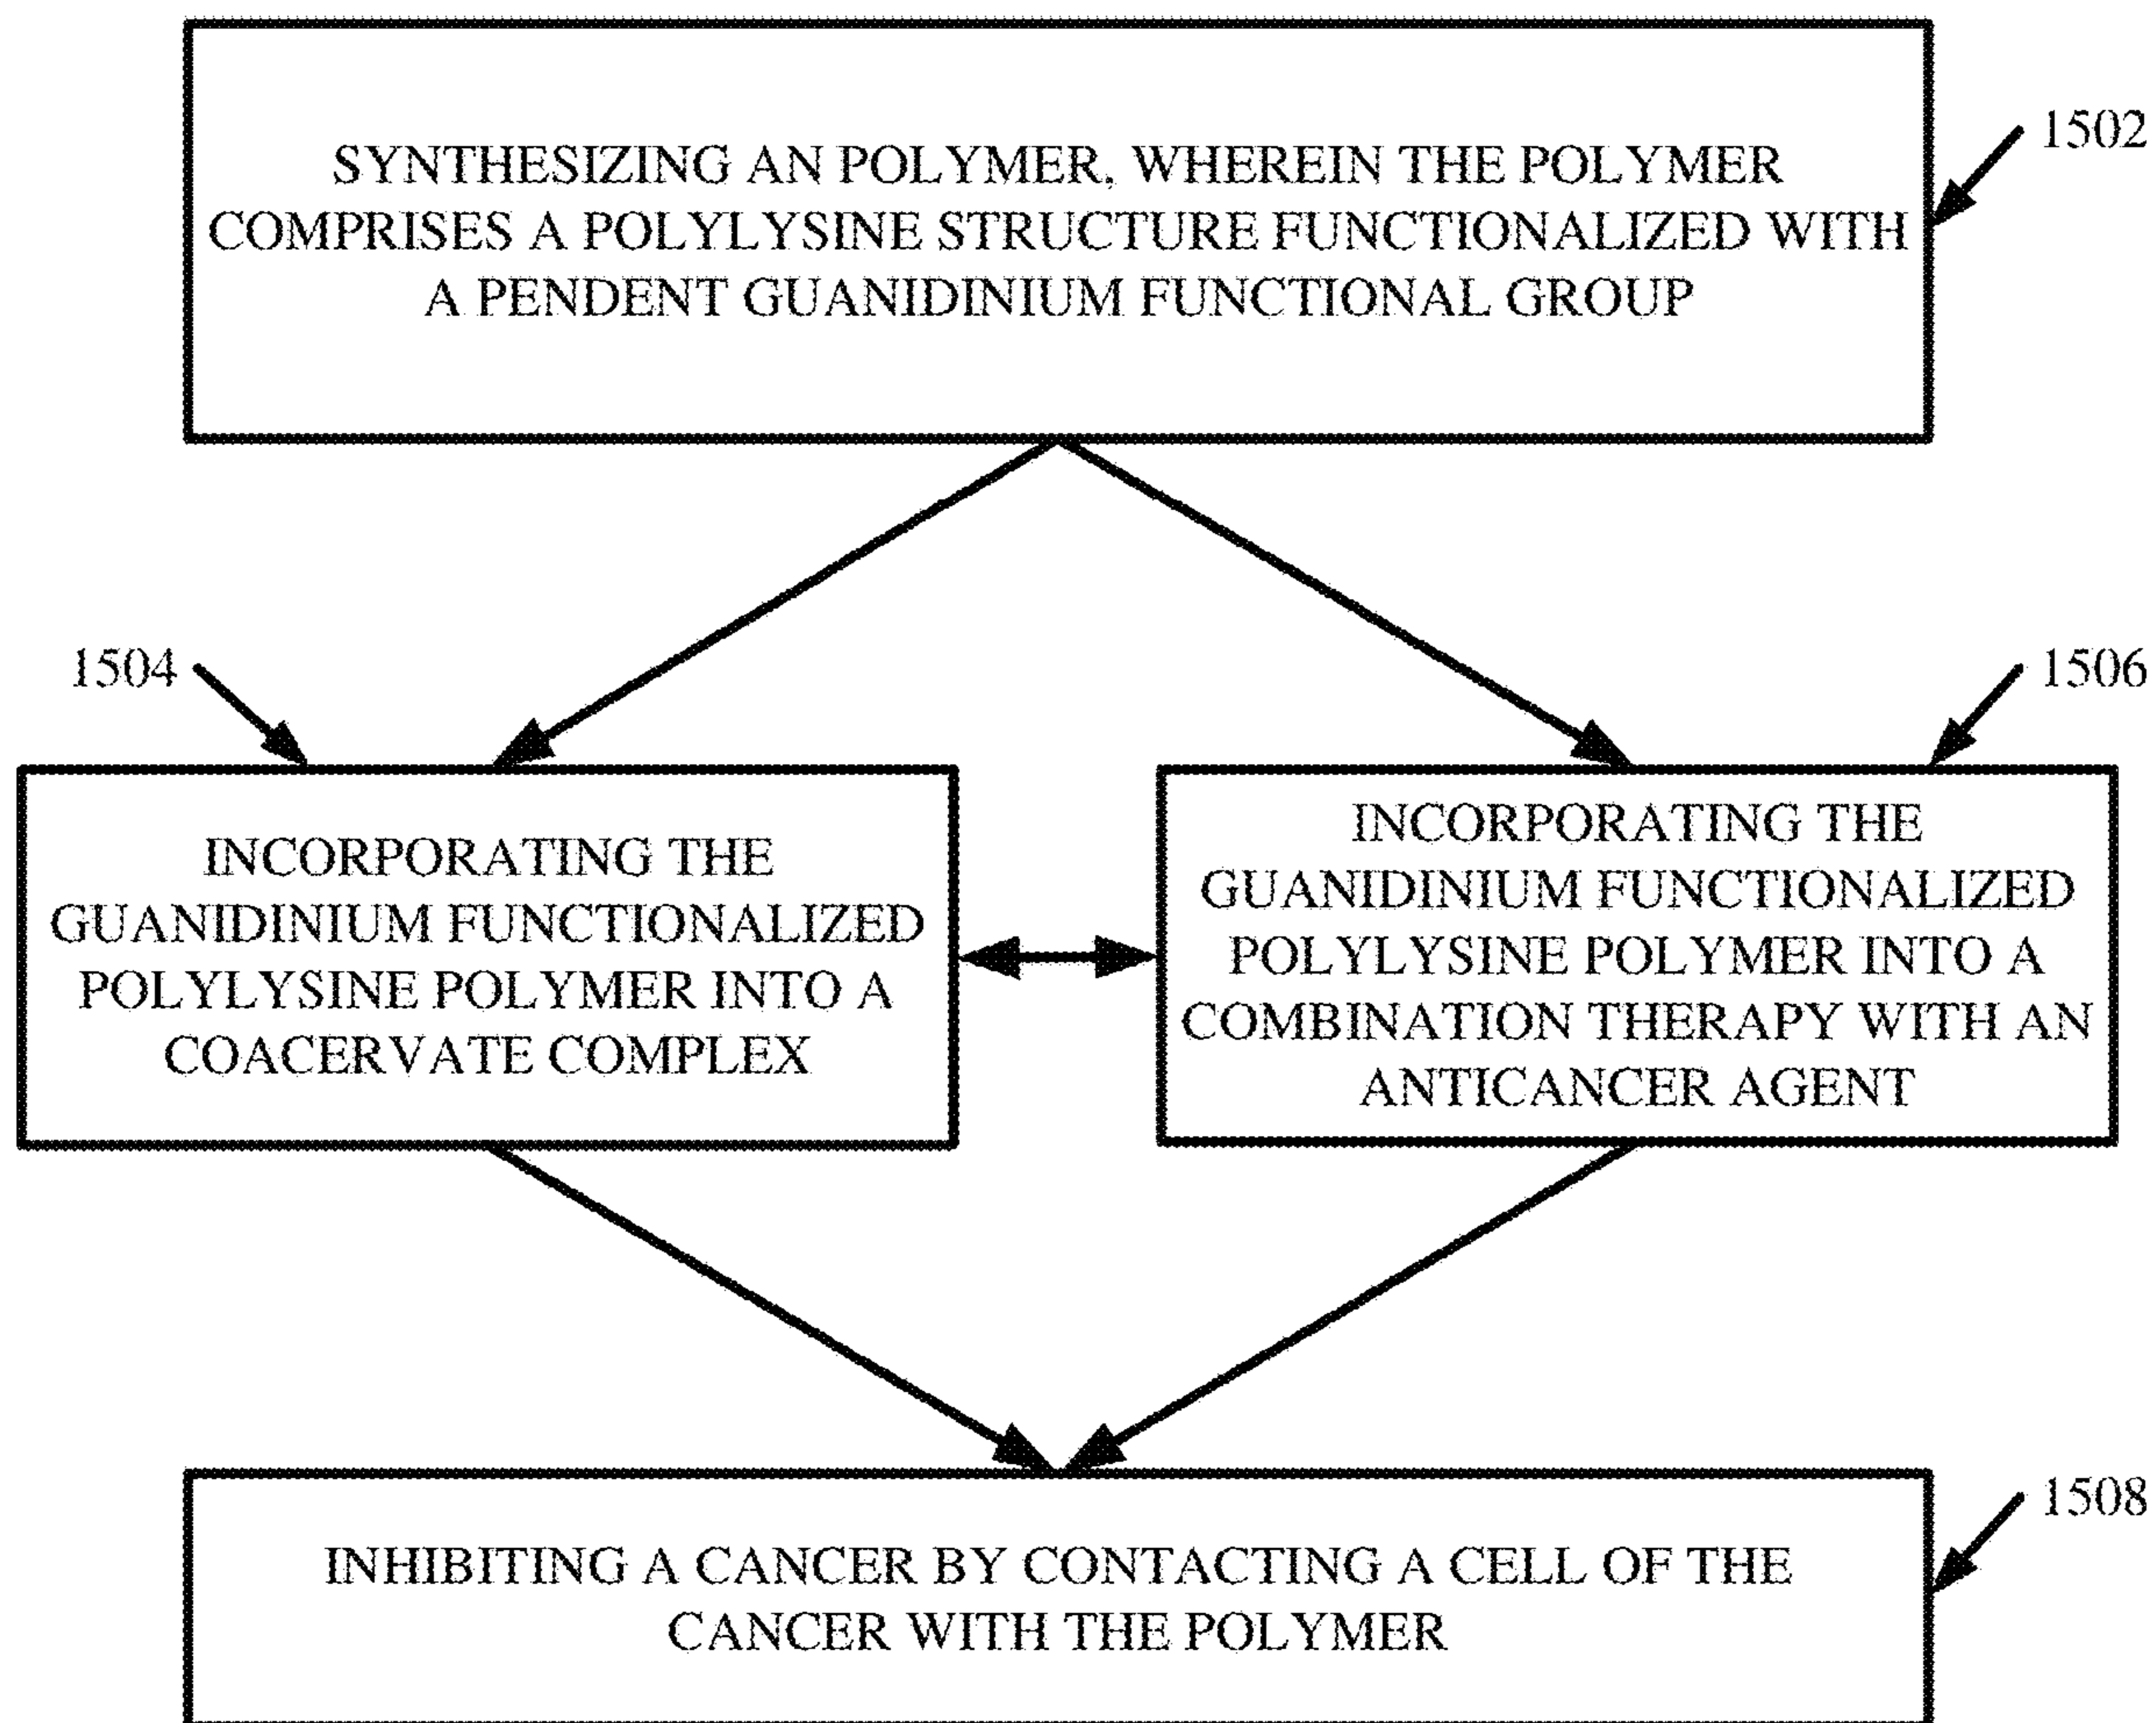 SYNTHESIZING AN POLYMER, WHEREIN THE POLYMER
COMPRISES A POLYLYSINE STRUCTURE FUNCTIONALIZED WITH
A PENDENT GUANIDINIUM FUNCTIONAL GROUP
1502
1504
INCORPORATING THE
GUANIDINIUM FUNCTIONALIZED
POLYLYSINE POLYMER INTO A
COACERVATE COMPLEX
1506
INCORPORATING THE
GUANIDINIUM FUNCTIONALIZED
POLYLYSINE POLYMER INTO A
COMBINATION THERAPY WITH AN
ANTICANCER AGENT
INHIBITING A CANCER BY CONTACTING A CELL OF THE
CANCER WITH THE POLYMER
1508